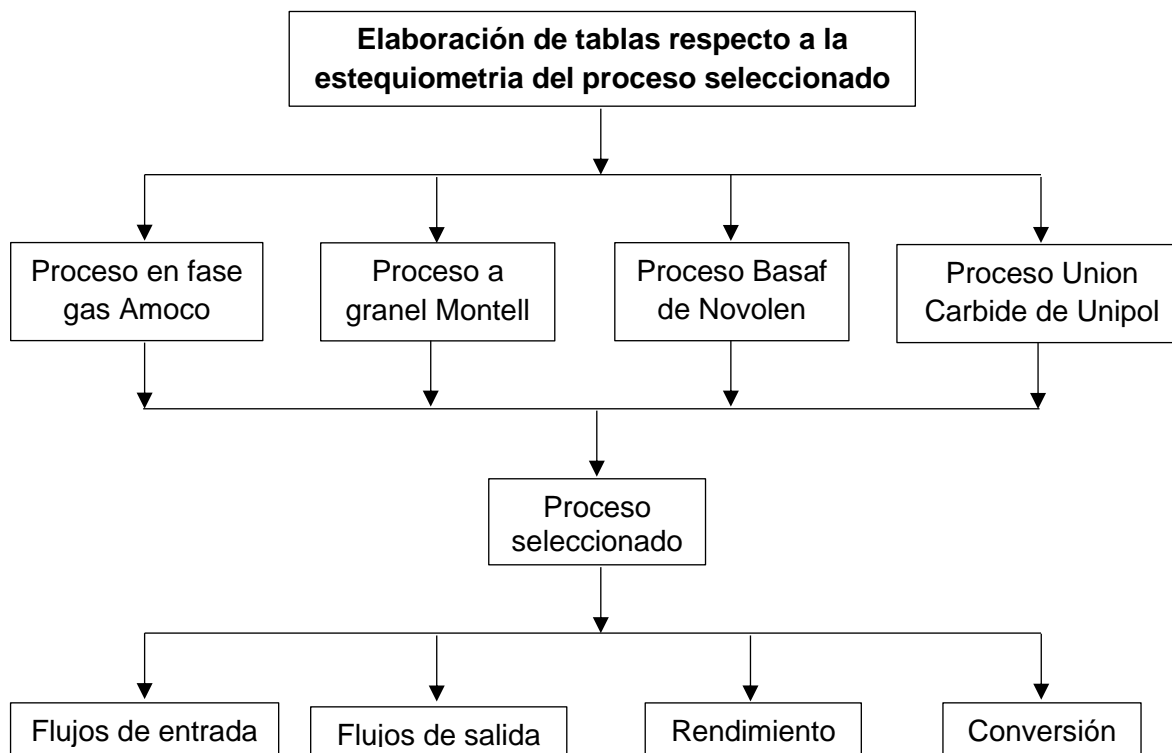 Elaboración de tablas respecto a la
estequiometria del proceso seleccionado
Proceso en fase
gas Amoco
Proceso a
granel Montell
Proceso Basaf
de Novolen
Proceso Union
Carbide de Unipol
Proceso
seleccionado
Flujos de entrada
Flujos de salida
Rendimiento
Conversión